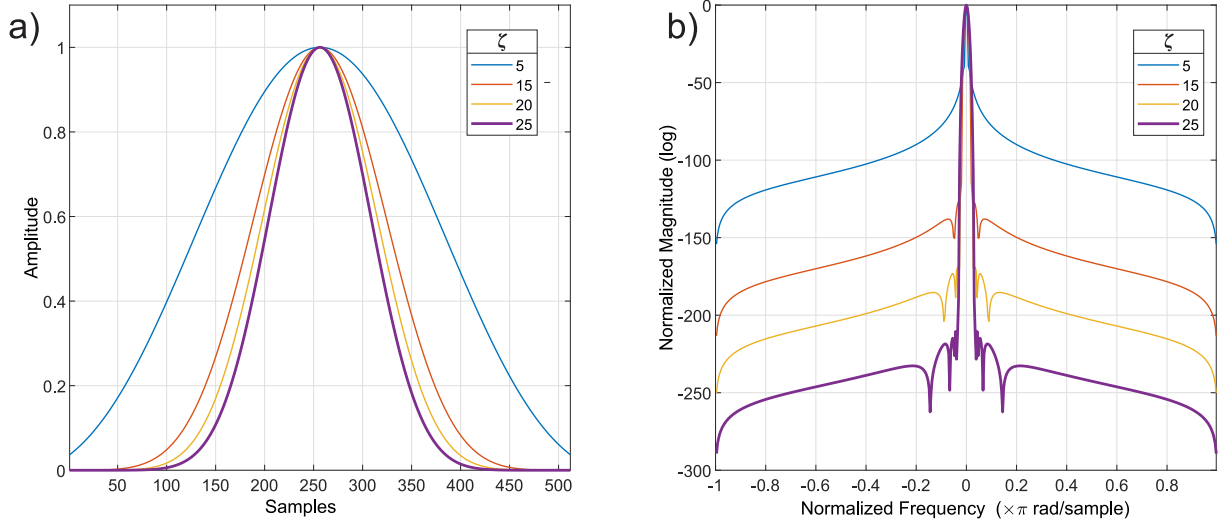 a)
1
0.8
0.6
0.4
0.2
0
Amplitude
50 100 150 200 250 300 350 400 450 500
Samples
ζ
5
15
20
25
b)
0
-50
-100
-150
-200
-250
-300
Normalized Magnitude (log)
-1 -0.8 -0.6 -0.4 -0.2 0 0.2 0.4 0.6 0.8
Normalized Frequency (×π rad/sample)
ζ
5
15
20
25